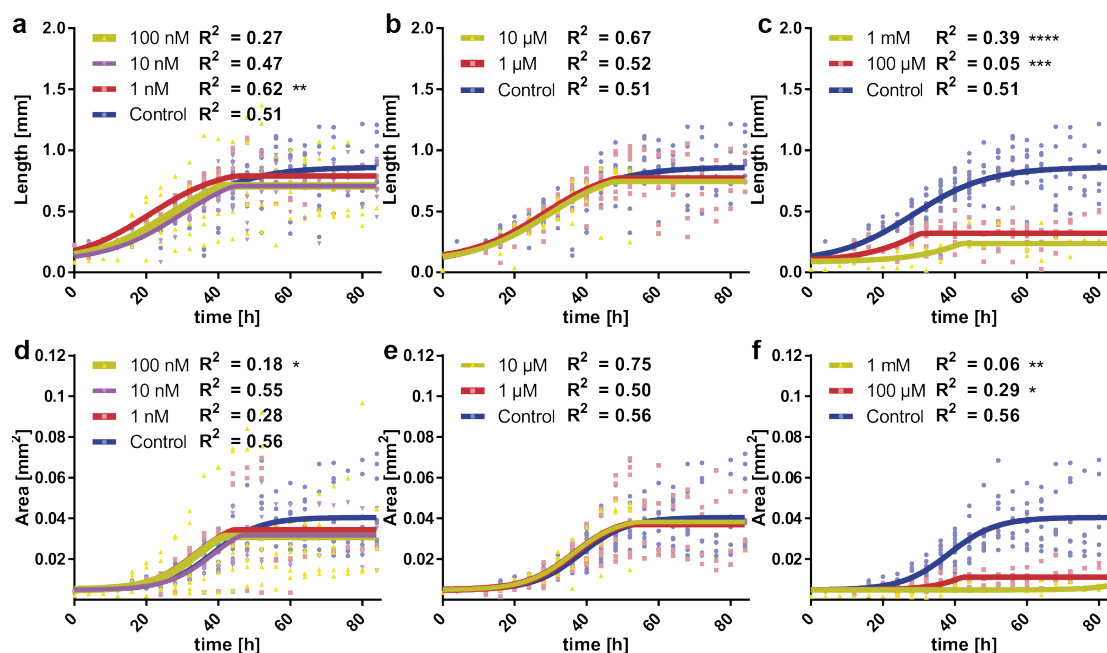 a
100 nM R² = 0.27
10 nM R² = 0.47
1 nM R² = 0.62 **
Control R² = 0.51
Length [mm]
2.0
1.5
1.0
0.5
0.0
0 20 40 60 80
time [h]
b
10 µM R² = 0.67
1 µM R² = 0.52
Control R² = 0.51
Length [mm]
2.0
1.5
1.0
0.5
0.0
0 20 40 60 80
time [h]
c
1 mM R² = 0.39 ****
100 µM R² = 0.05 ***
Control R² = 0.51
Length [mm]
2.0
1.5
1.0
0.5
0.0
0 20 40 60 80
time [h]
d
100 nM R² = 0.18 *
10 nM R² = 0.55
1 nM R² = 0.28
Control R² = 0.56
Area [mm²]
0.12
0.1
0.08
0.06
0.04
0.02
0 20 40 60 80
time [h]
e
10 µM R² = 0.75
1 µM R² = 0.50
Control R² = 0.56
Area [mm²]
0.12
0.1
0.08
0.06
0.04
0.02
0 20 40 60 80
time [h]
f
1 mM R² = 0.06 **
100 µM R² = 0.29 *
Control R² = 0.56
Area [mm²]
0.12
0.1
0.08
0.06
0.04
0.02
0 20 40 60 80
time [h]